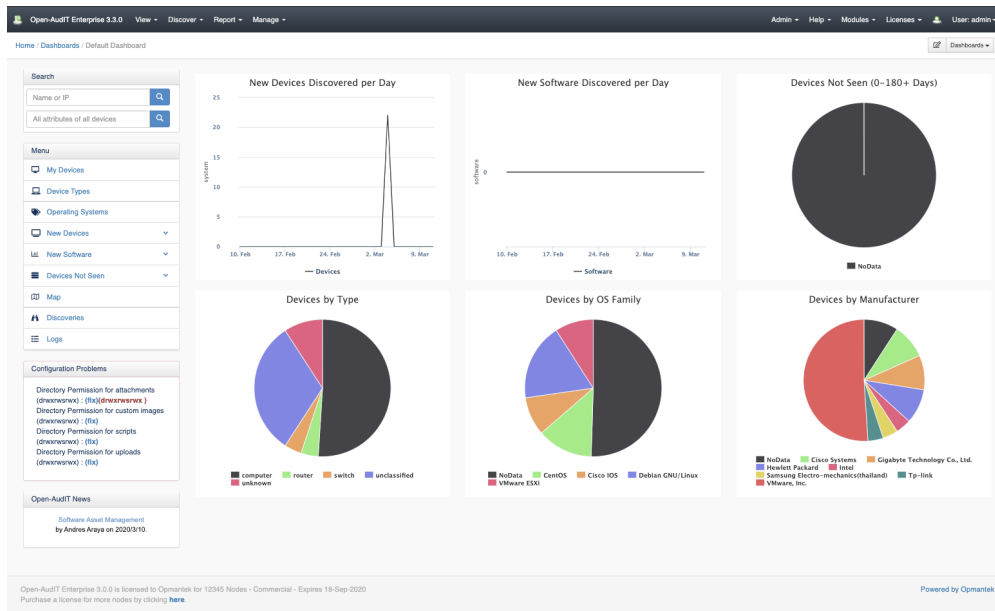 Open-AudIT Enterprise 3.3.0 View Discover Report Manage Admin Help Modules Licenses User: admin
Home / Dashboards / Default Dashboard
Dashboards
Search
Name or IP
All attributes of all devices
Menu
My Devices
Device Types
Operating Systems
New Devices
New Software
Devices Not Seen
Map
Discoveries
Logs
Configuration Problems
Directory Permission for attachments
(drwxrwsrwx) : (fix)(drwxrwsrwx )
Directory Permission for custom images
(drwxrwsrwx) : (fix)
Directory Permission for scripts
(drwxrwsrwx) : (fix)
Directory Permission for uploads
(drwxrwsrwx) : (fix)
Open-AudIT News
Software Asset Management
by Andres Araya on 2020/3/10.
New Devices Discovered per Day
system
25
20
15
10
5
0
10. Feb 17. Feb 24. Feb 2. Mar 9. Mar
Devices
New Software Discovered per Day
software
0
10. Feb 17. Feb 24. Feb 2. Mar 9. Mar
Software
Devices Not Seen (0-180+ Days)
NoData
Devices by Type
computer router switch unclassified
unknown
Devices by OS Family
NoData CentOS Cisco IOS Debian GNU/Linux
VMware ESXi
Devices by Manufacturer
NoData Cisco Systems Gigabyte Technology Co., Ltd.
Hewlett Packard Intel
Samsung Electro-mechanics(thailand) Tp-link
VMware, Inc.
Open-AudIT Enterprise 3.3.0 is licensed to Opmantek for 12345 Nodes - Commercial - Expires 18-Sep-2020
Purchase a license for more nodes by clicking here.
Powered by Opmantek